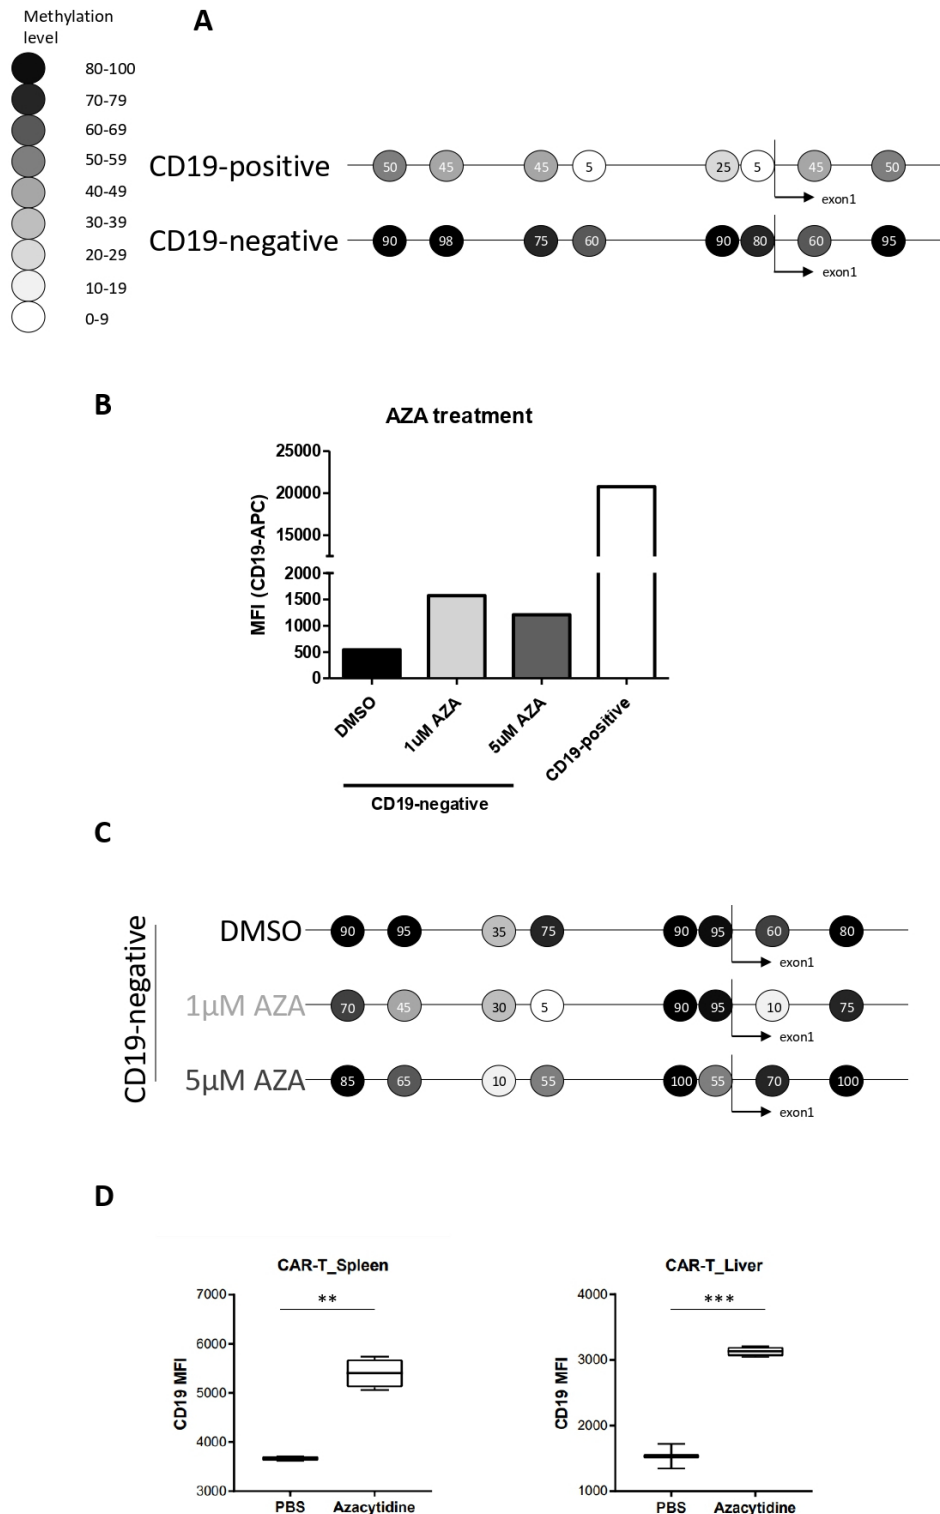 Methylation
level
80-100
70-79
60-69
50-59
40-49
30-39
20-29
10-19
0-9
A
CD19-positive
50 45 45 5 25 5 45 50
exon1
CD19-negative
90 98 75 60 90 80 60 95
exon1
B
AZA treatment
MFI (CD19-APC)
25000
20000
15000
2000
1500
1000
500
0
DMSO
1uM AZA
5uM AZA
CD19-positive
CD19-negative
C
CD19-negative
DMSO
90 95 35 75 90 95 60 80
exon1
1µM AZA
70 45 30 5 90 95 10 75
exon1
5µM AZA
85 65 10 55 100 55 70 100
exon1
D
CAR-T_Spleen
CD19 MFI
7000
6000
5000
4000
3000
**
PBS
Azacytidine
CAR-T_Liver
CD19 MFI
4000
3000
2000
1000
***
PBS
Azacytidine